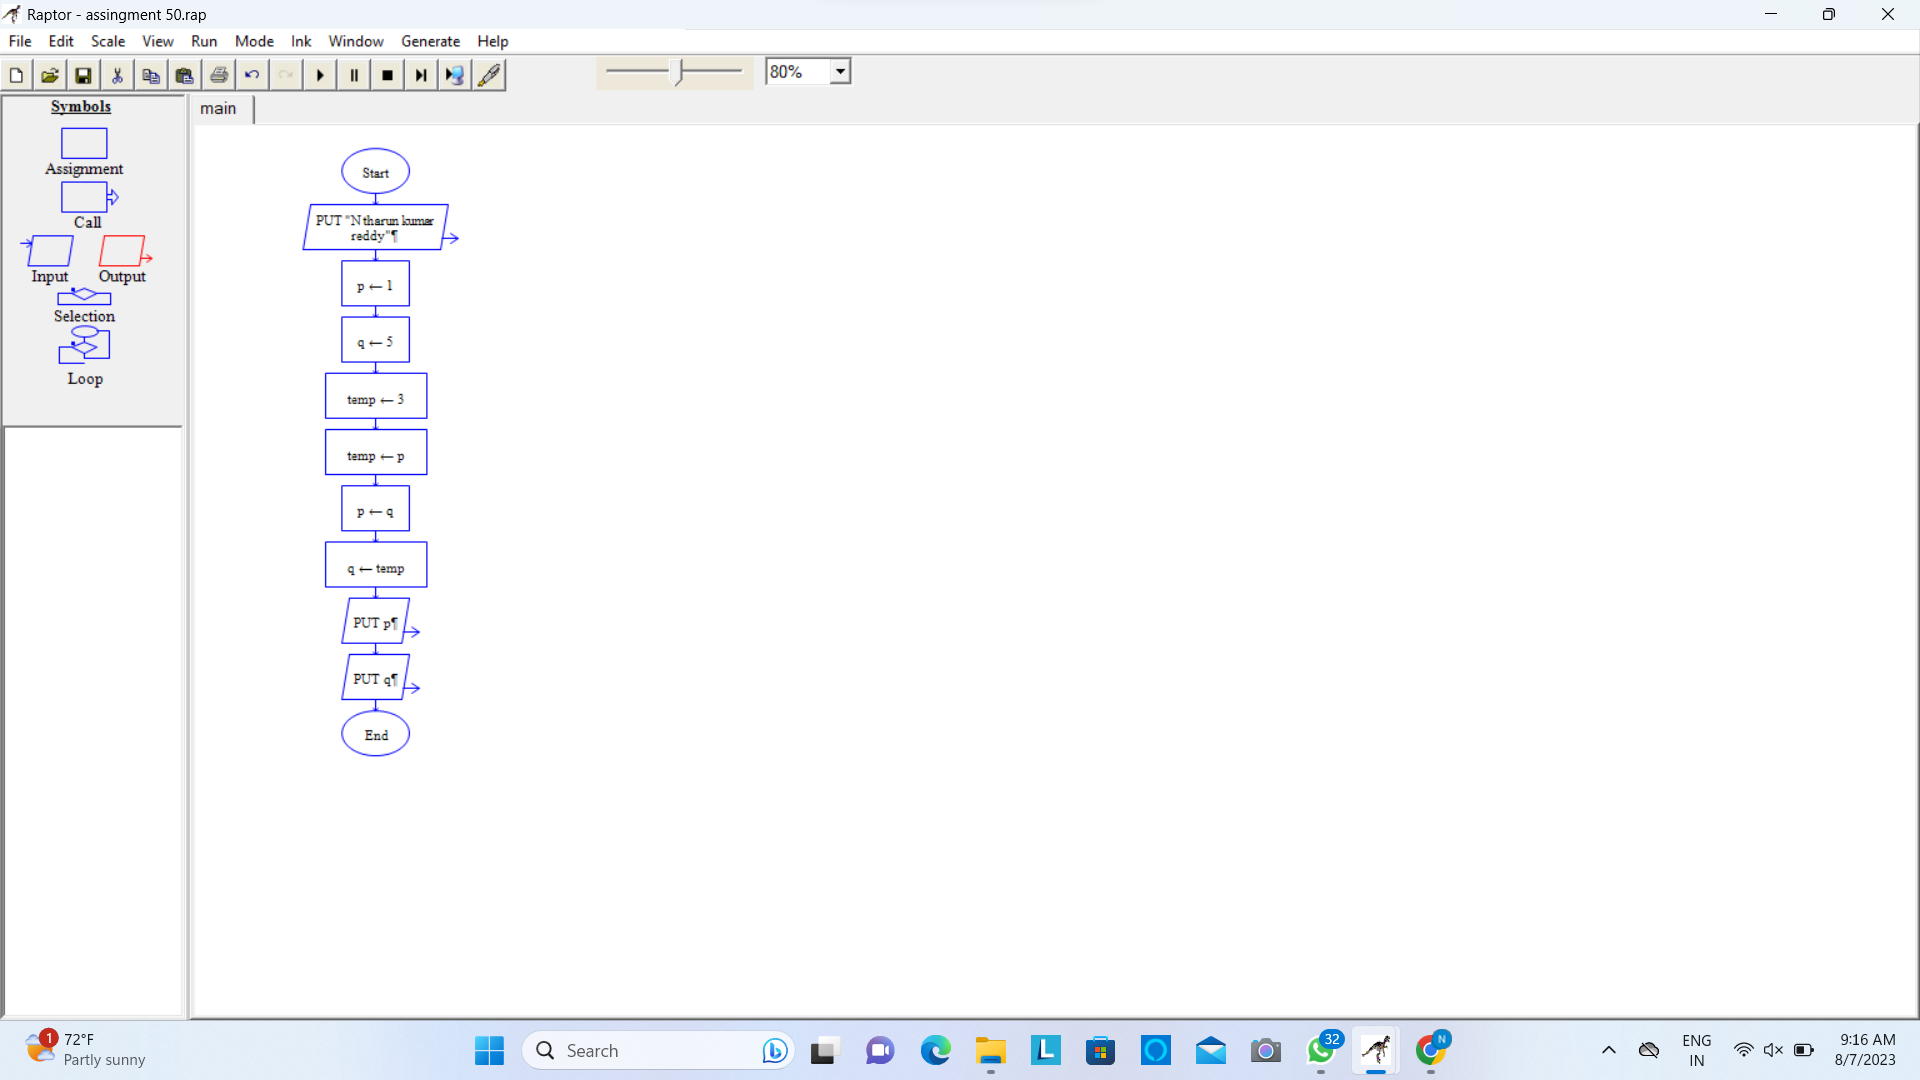 Raptor - assingment 50.rap
File Edit Scale View Run Mode Ink Window Generate Help
80%
Symbols
Assignment
Call
Input Output
Selection
Loop
main
Start
PUT "N tharun kumar
reddy"¶
p ← 1
q ← 5
temp ← 3
temp ← p
p ← q
q ← temp
PUT p¶
PUT q¶
End
1
72°F
Partly sunny
Search
L
32
N
ENG
IN
9:16 AM
8/7/2023